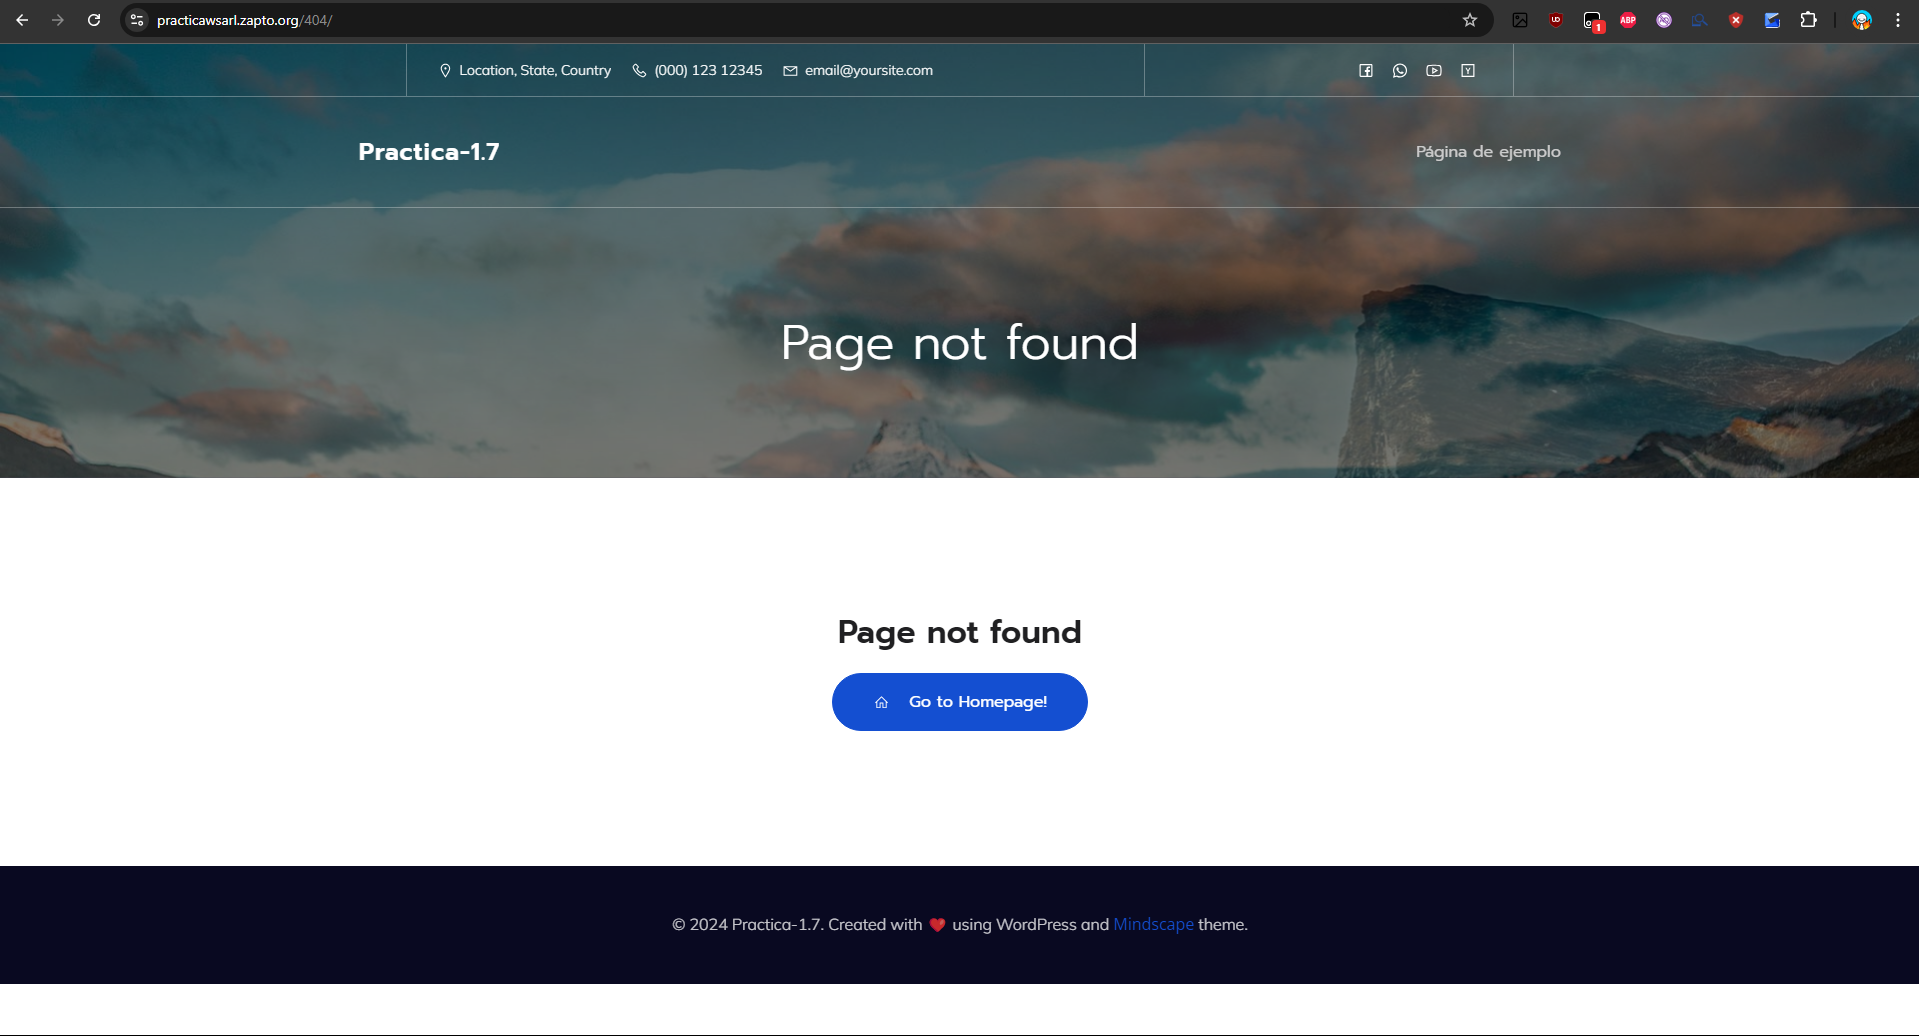 practicawsarl.zapto.org/404/
ABP
1
Location, State, Country (000) 123 12345 email@yoursite.com
Practica-1.7
Página de ejemplo
Page not found
Page not found
Go to Homepage!
© 2024 Practica-1.7. Created with ❤ using WordPress and Mindscape theme.